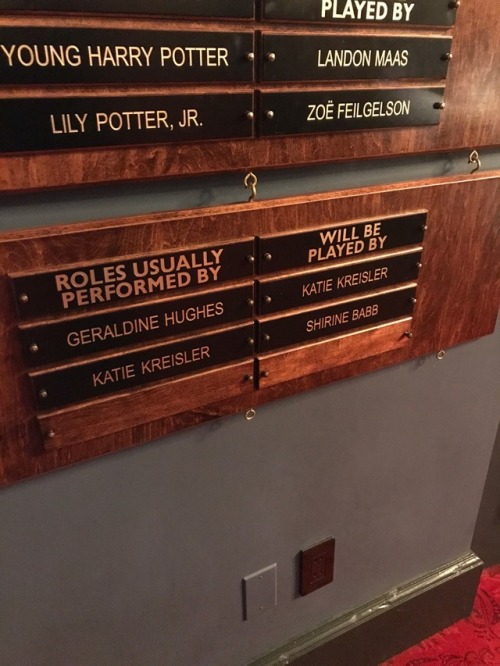 PLAYED BY
YOUNG HARRY POTTER LANDON MAAS
LILY POTTER, JR. ZOË FEILGELSON
ROLES USUALLY
PERFORMED BY
WILL BE
PLAYED BY
GERALDINE HUGHES KATIE KREISLER
KATIE KREISLER SHIRINE BABB